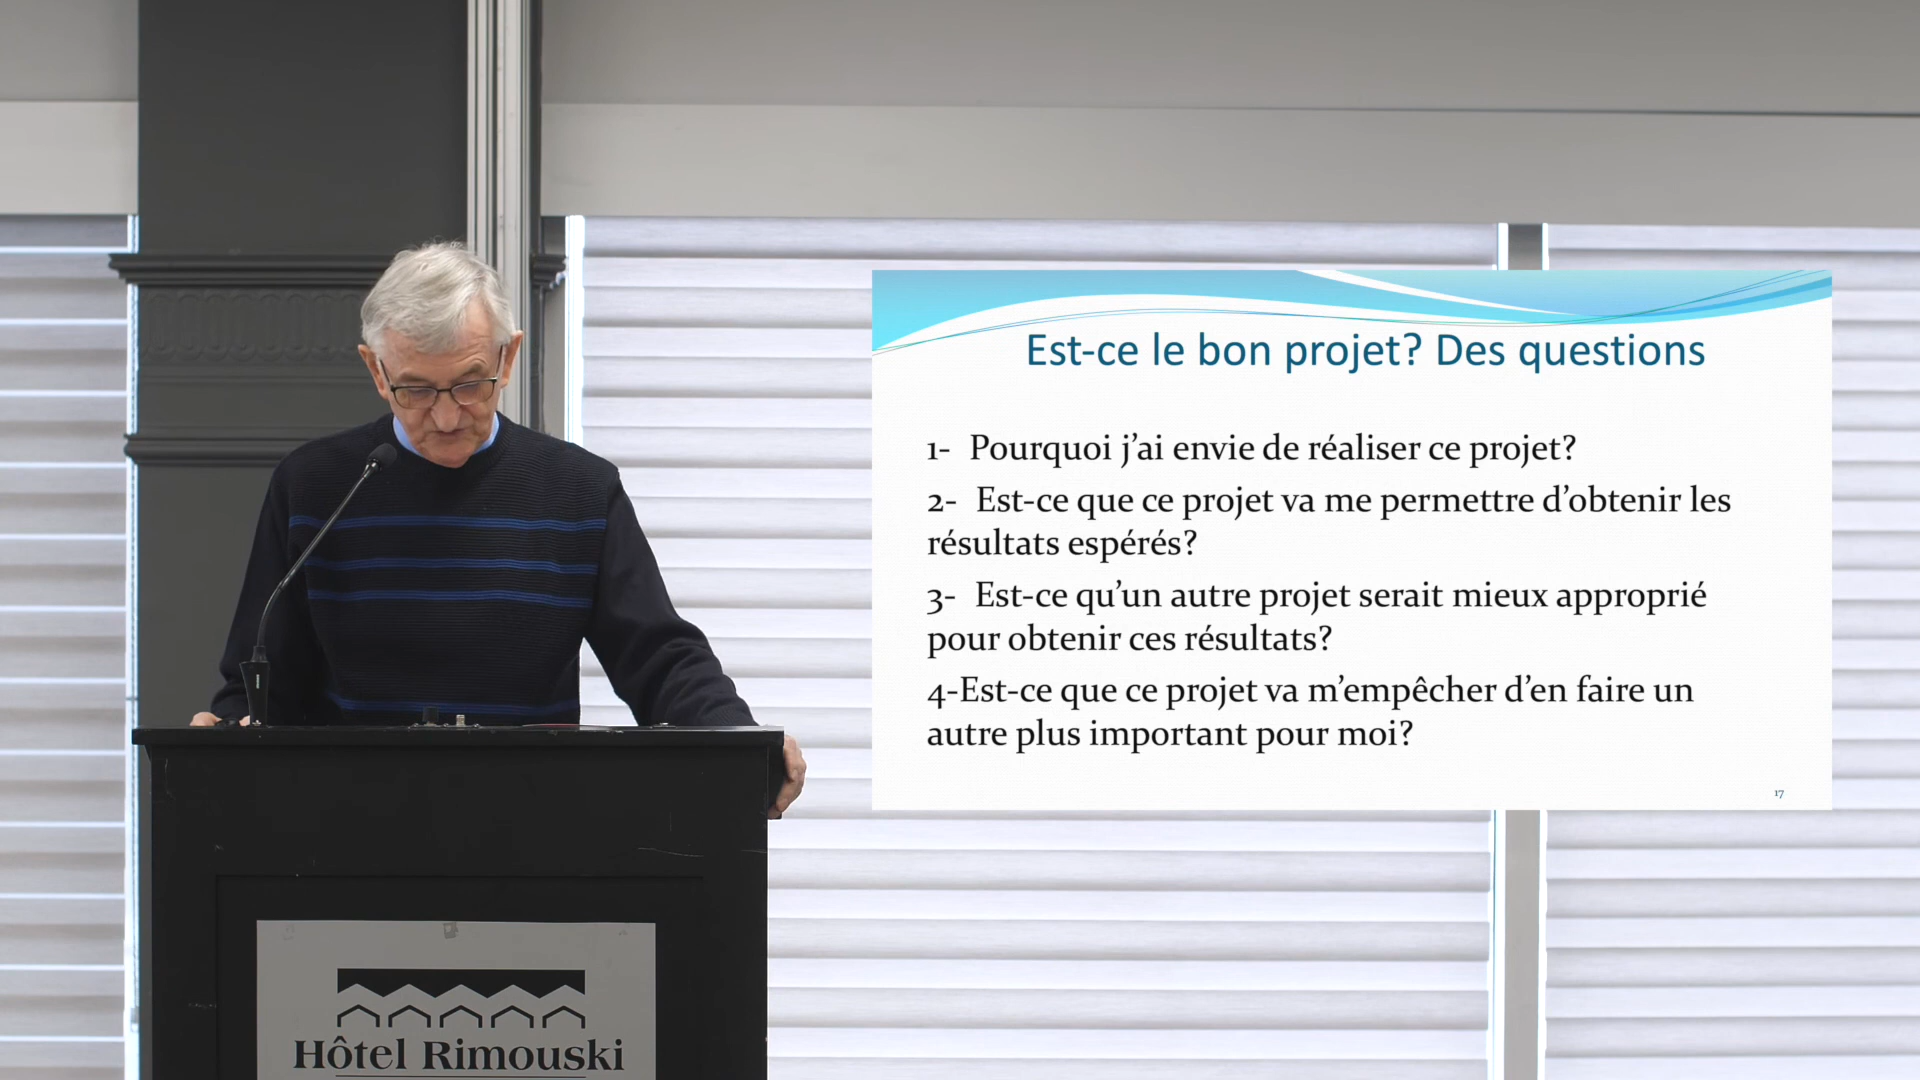 Est-ce le bon projet? Des questions
1- Pourquoi j’ai envie de réaliser ce projet?
2- Est-ce que ce projet va me permettre d’obtenir les
résultats espérés?
3- Est-ce qu’un autre projet serait mieux approprié
pour obtenir ces résultats?
4-Est-ce que ce projet va m’empêcher d’en faire un
autre plus important pour moi?
17
Hôtel Rimouski